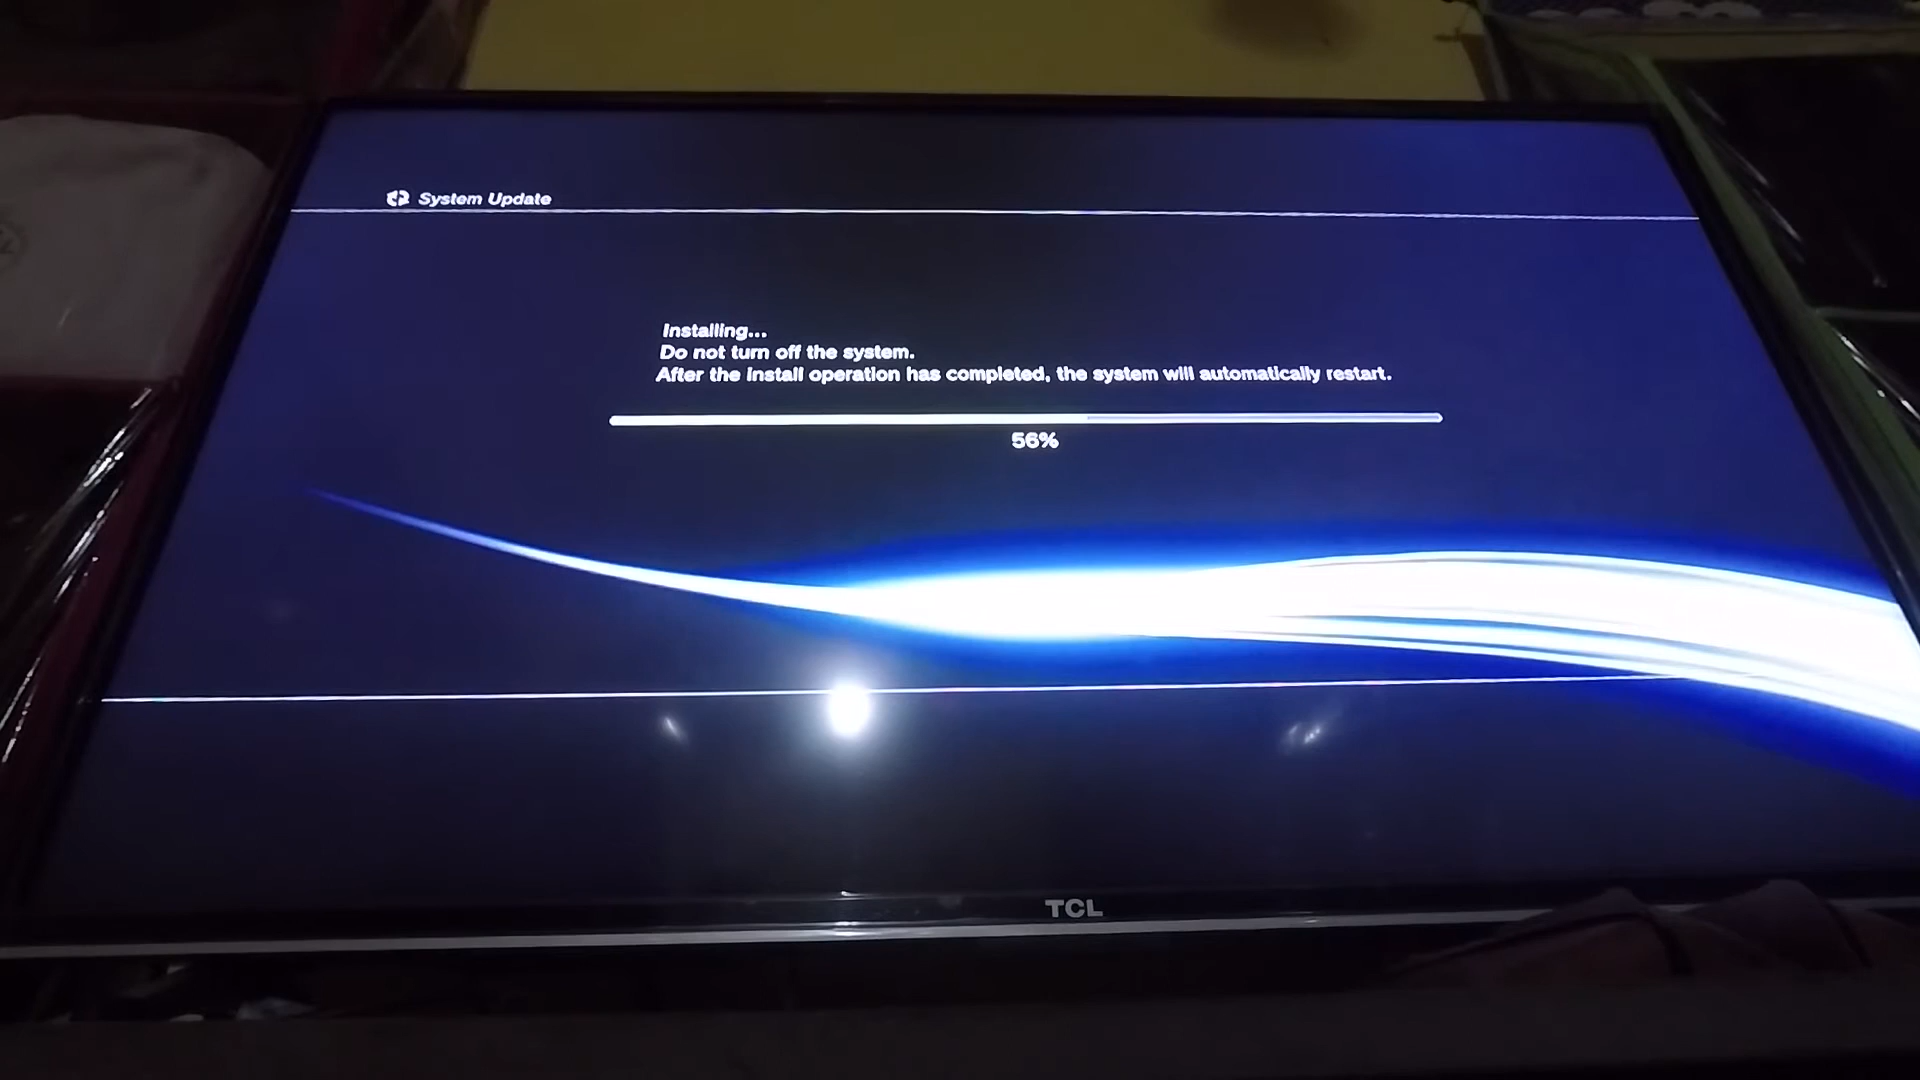 System Update
Installing...
Do not turn off the system.
After the install operation has completed, the system will automatically restart.
56%
TCL